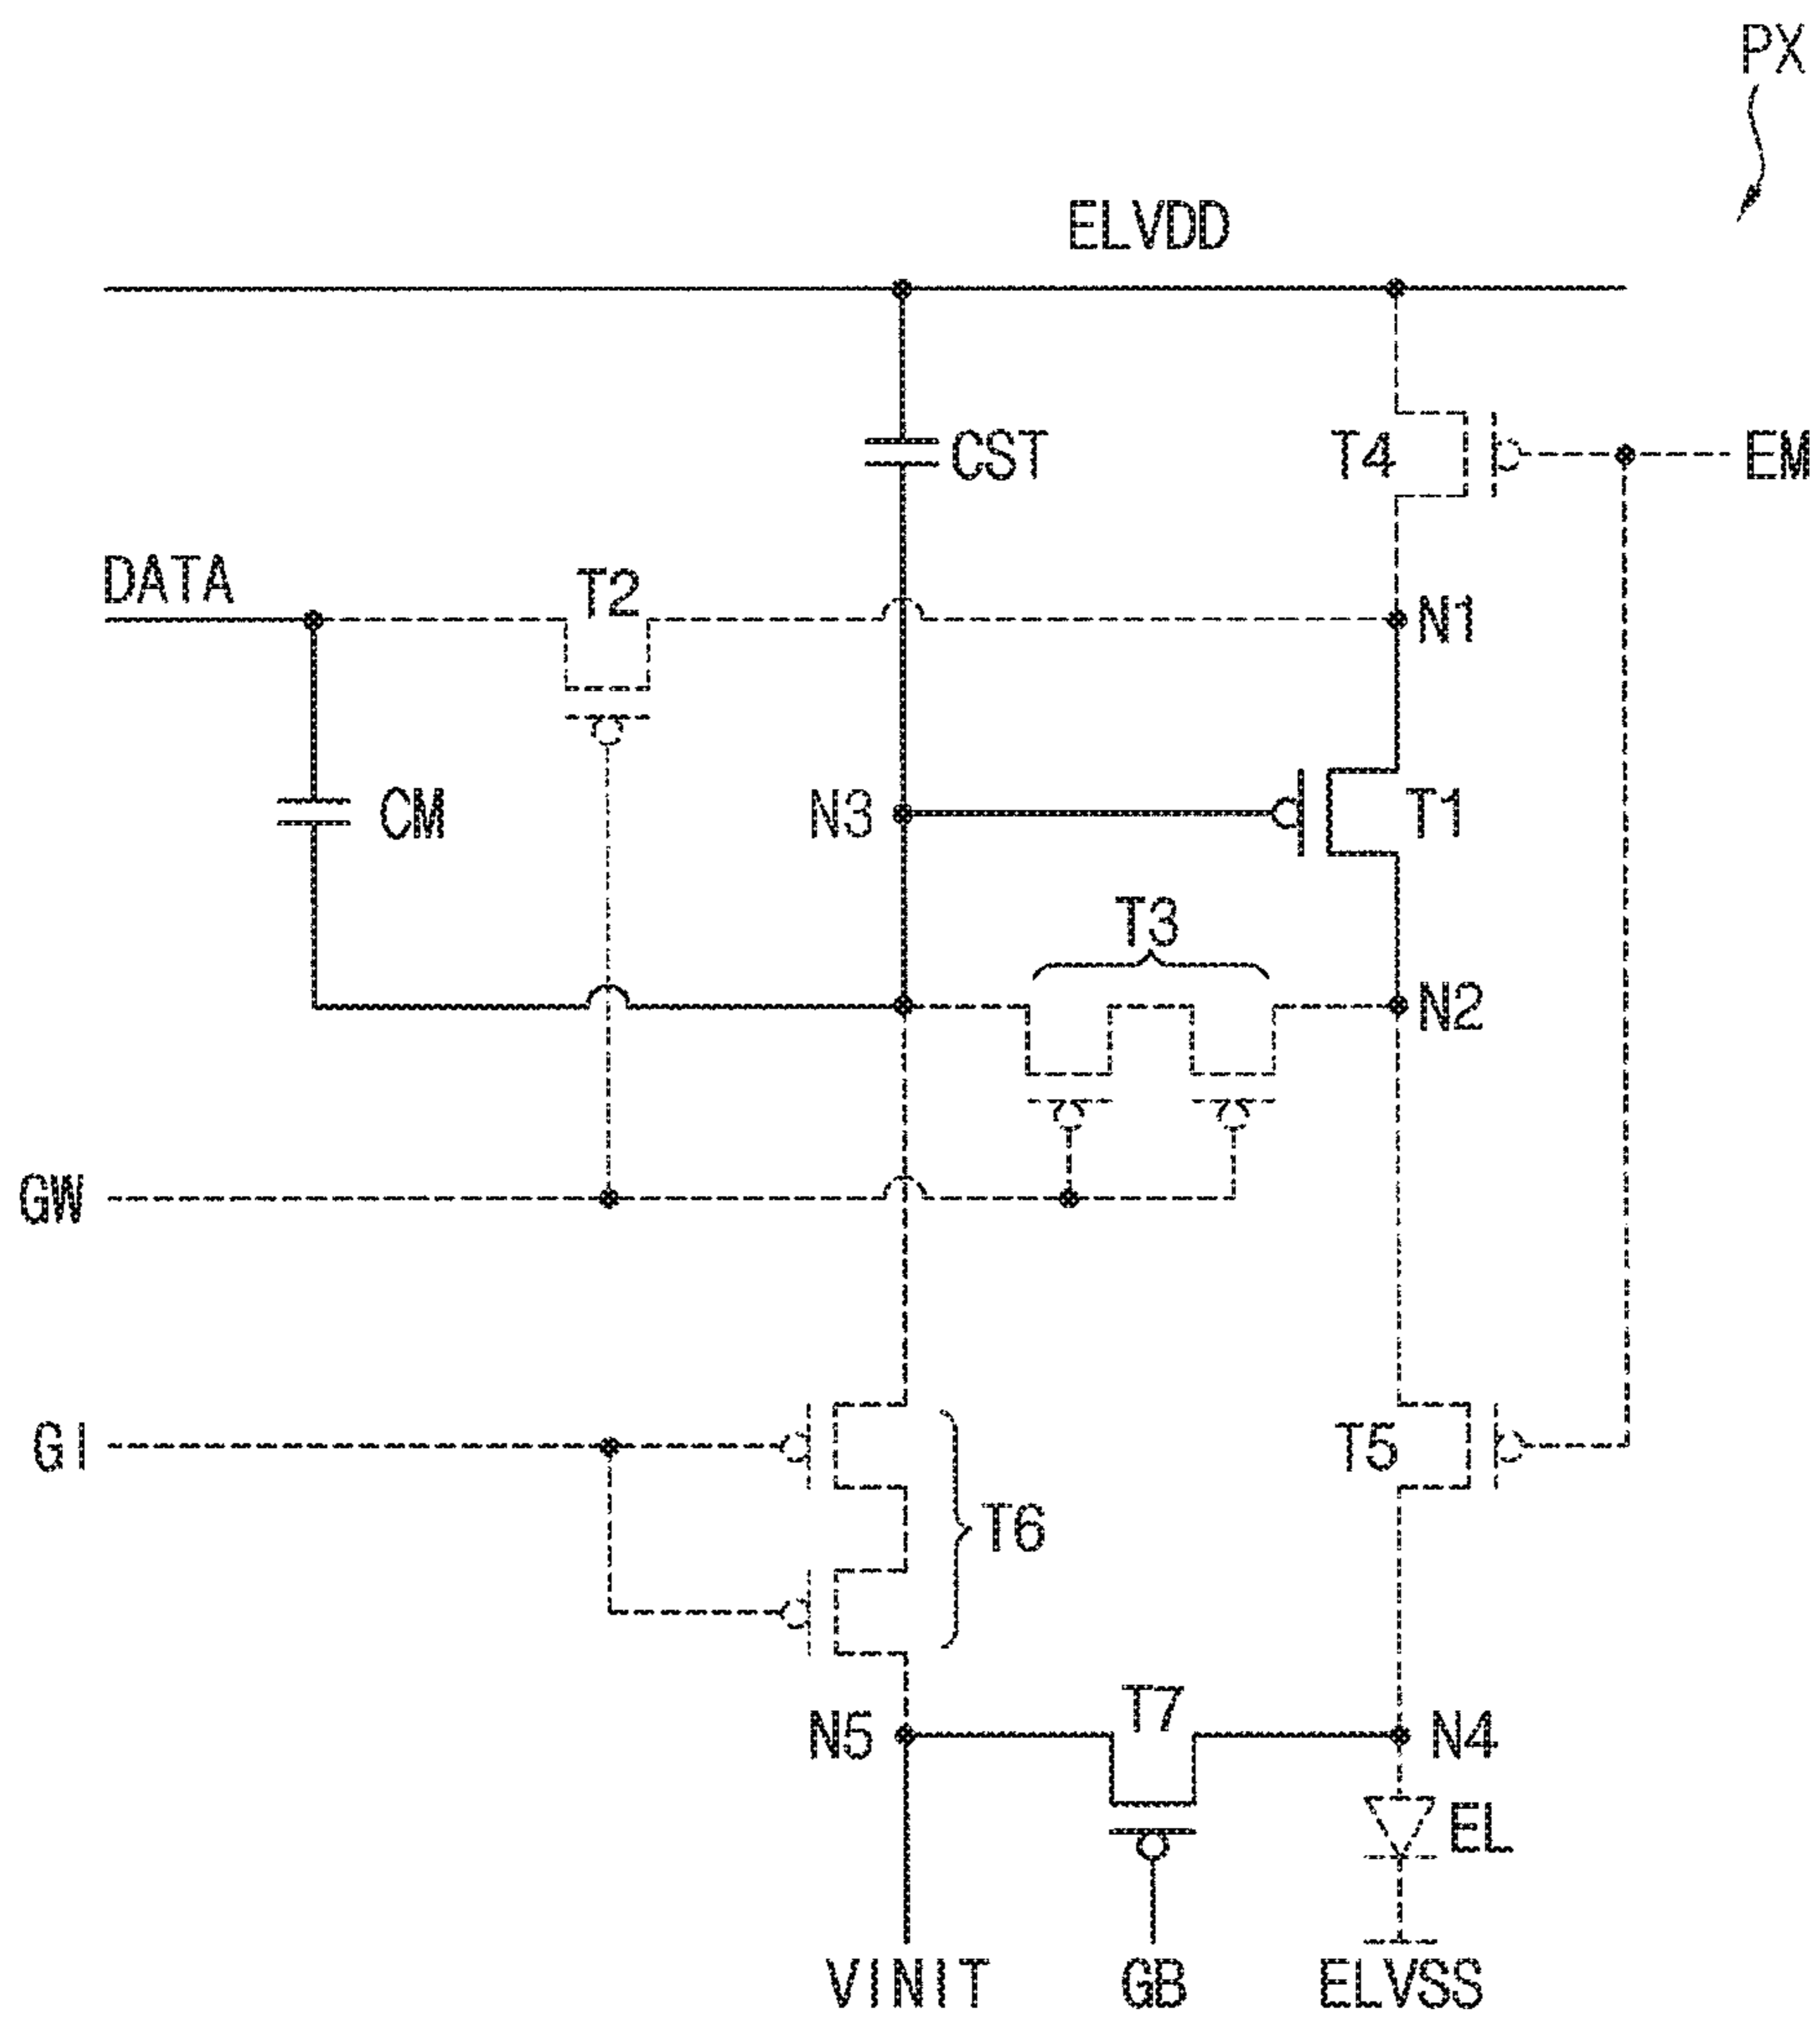 PX
ELVDD
CST
T4
EM
DATA
T2
N1
CM
N3
T1
T3
N2
GW
GI
T5
T6
T7
N5
N4
EL
VINIT
GB
ELVSS